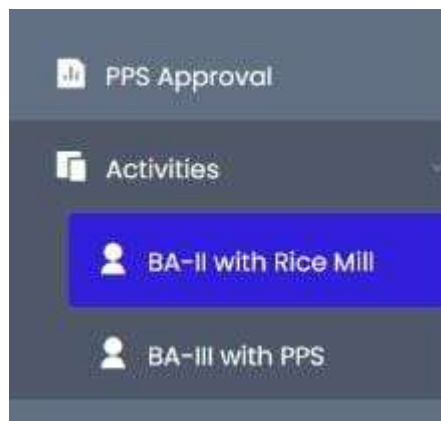 PPS Approval
Activities
BA-II with Rice Mill
BA-III with PPS